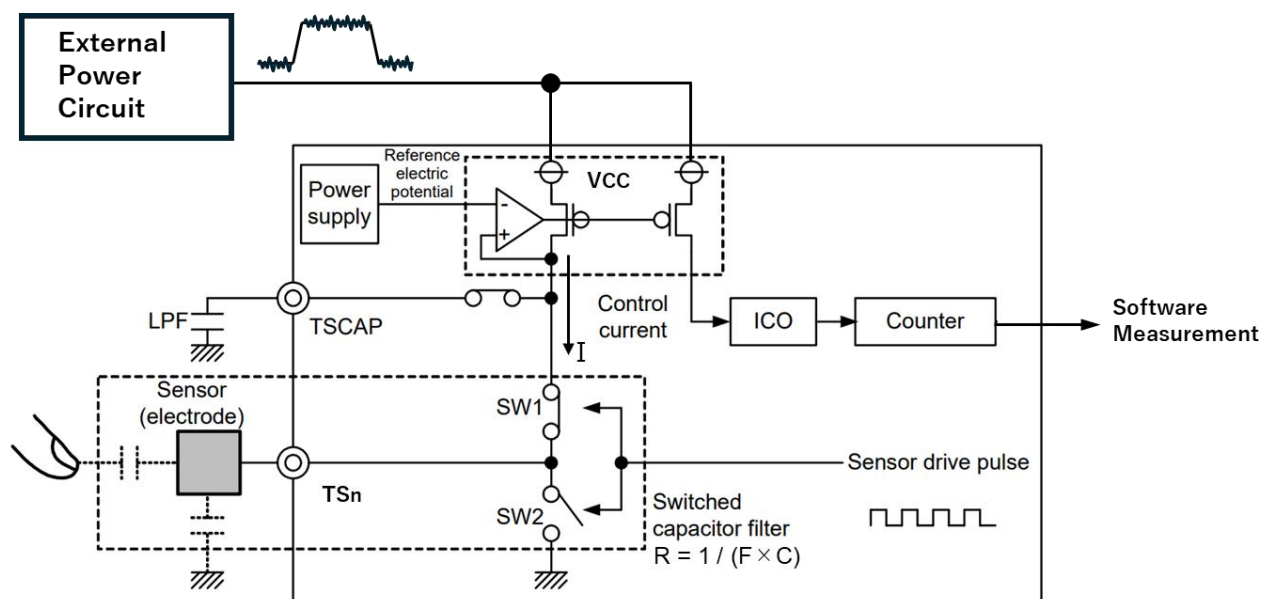 External
Power
Circuit
Reference
electric
potential
Power
supply
VCC
-
+
LPF
TSCAP
Control
current
I
ICO
Counter
Software
Measurement
Sensor
(electrode)
SW1
TSn
Sensor drive pulse
SW2
Switched
capacitor filter
R = 1 / (F × C)